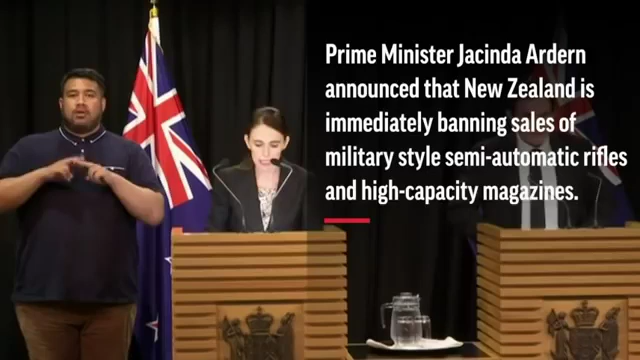 Prime Minister Jacinda Ardern
announced that New Zealand is
immediately banning sales of
military style semi-automatic rifles
and high-capacity magazines.